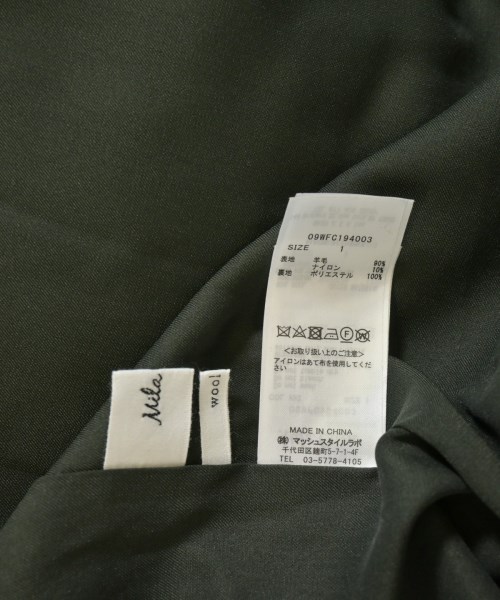 09WFC194003
SIZE 1
表地 羊毛 90%
ナイロン 10%
裏地 ポリエステル 100%
<お取り扱い上のご注意>
アイロンはあて布を使用してください
MADE IN CHINA
㈱マッシュスタイルラボ
千代田区麹町5-7-1-4F
TEL 03-5778-4105
Mila
wool